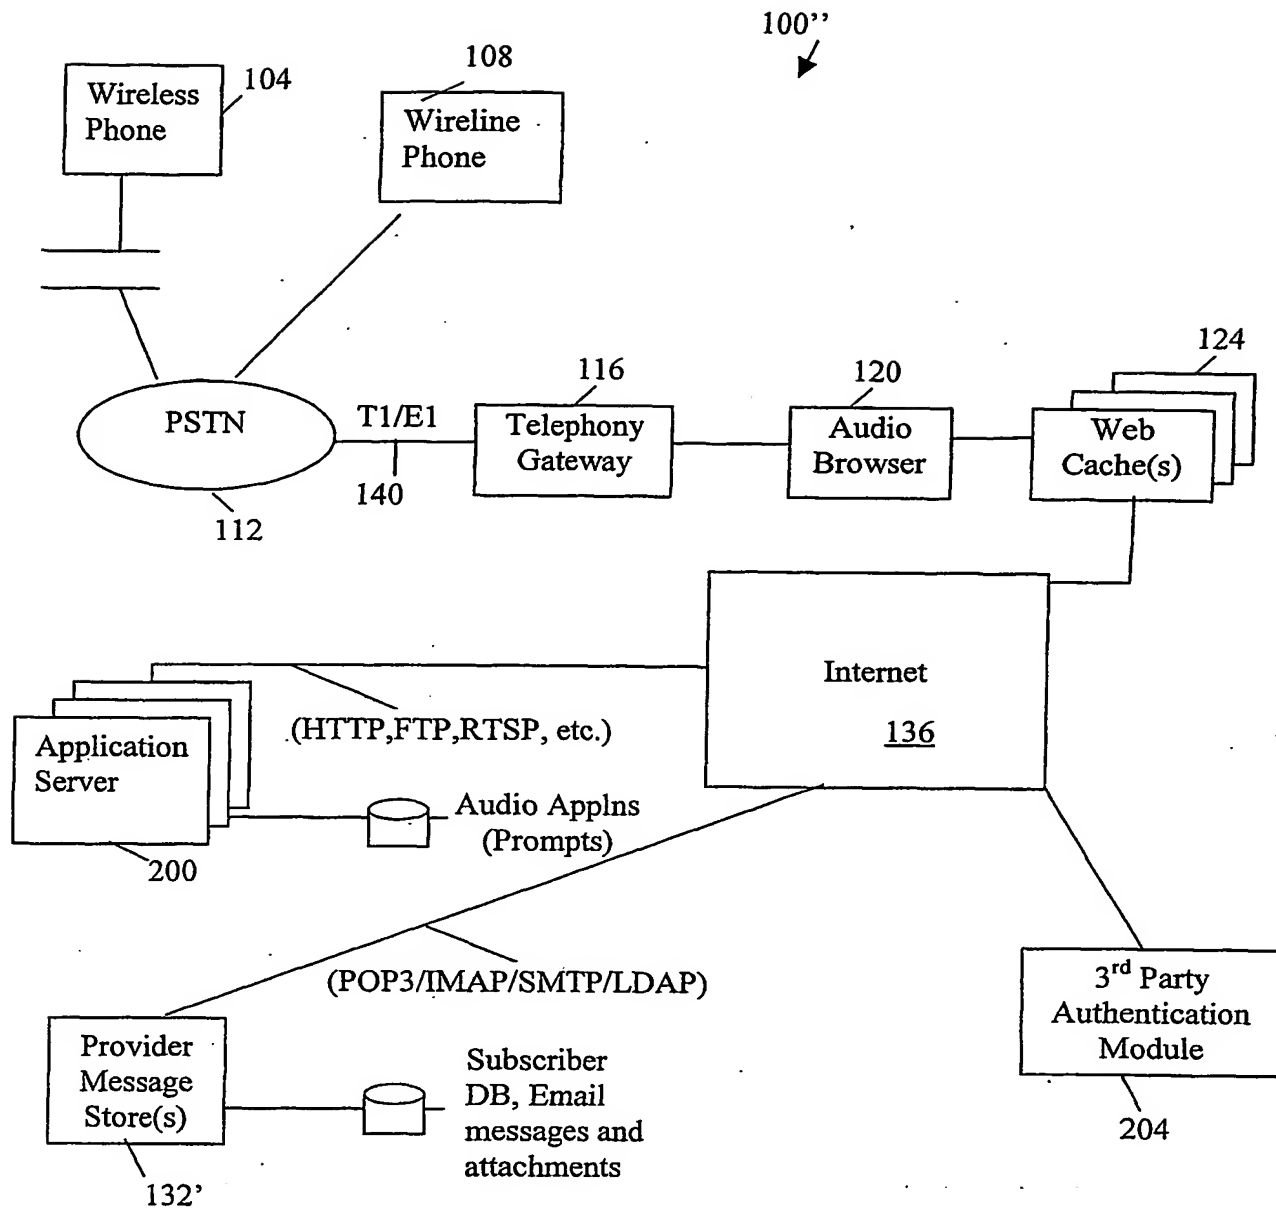 100’’
104
Wireless
Phone
108
Wireline
Phone
PSTN
112
T1/E1
140
116
Telephony
Gateway
120
Audio
Browser
124
Web
Cache(s)
Internet
136
(HTTP,FTP,RTSP, etc.)
Application
Server
200
Audio Applns
(Prompts)
(POP3/IMAP/SMTP/LDAP)
Provider
Message
Store(s)
132’
Subscriber
DB, Email
messages and
attachments
3rd Party
Authentication
Module
204